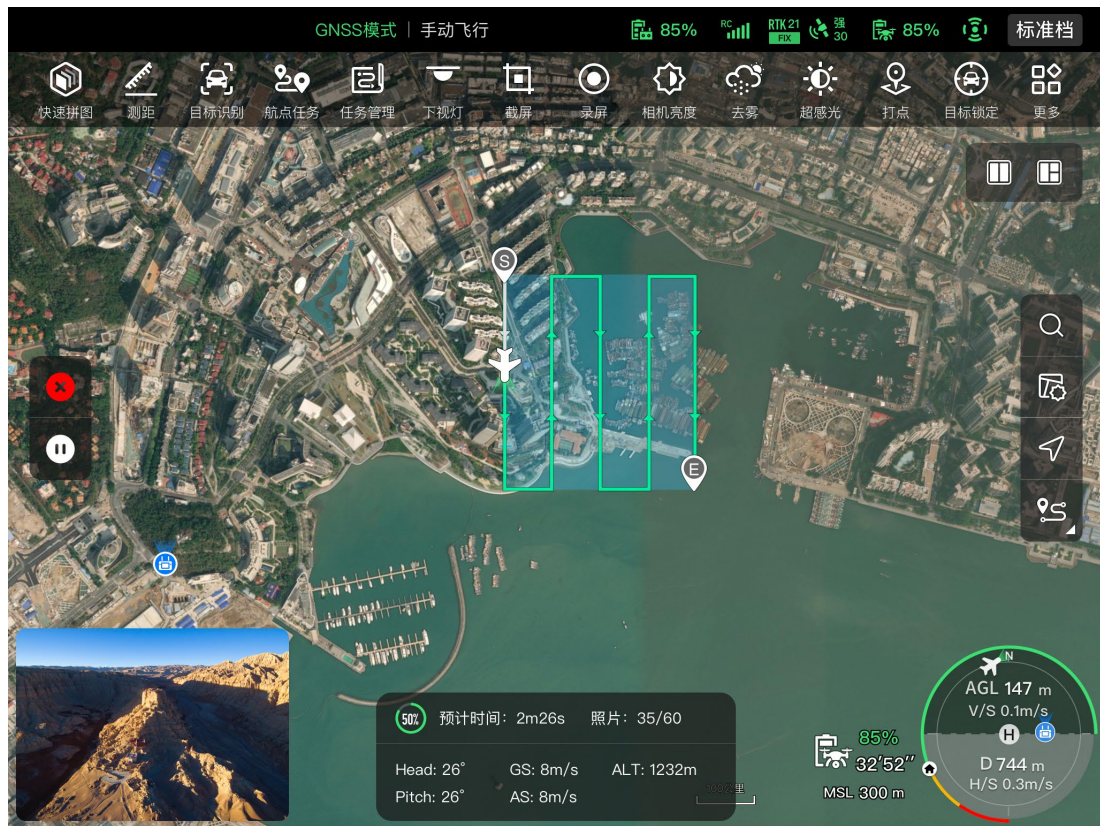 GNSS模式 | 手动飞行
85%
RC
RTK 21
FIX
强
30
85%
标准档
快速拼图
测距
目标识别
航点任务
任务管理
下视灯
截屏
录屏
相机亮度
去雾
超感光
打点
目标锁定
更多
S
E
50% 预计时间：2m26s 照片：35/60
Head: 26° GS: 8m/s ALT: 1232m
Pitch: 26° AS: 8m/s
300公里
85%
32′52″
MSL 300 m
N
AGL 147 m
V/S 0.1m/s
H
D 744 m
H/S 0.3m/s